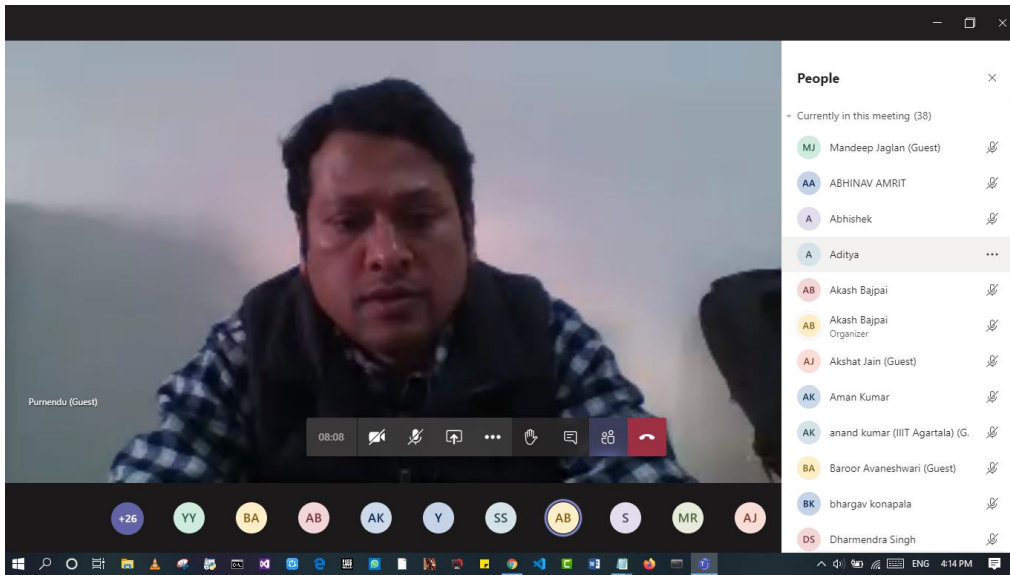 People
Currently in this meeting (38)
MJ Mandeep Jaglan (Guest)
AA ABHINAV AMRIT
A Abhishek
A Aditya
AB Akash Bajpai
AB Akash Bajpai
Organizer
AJ Akshat Jain (Guest)
AK Aman Kumar
AK anand kumar (IIIT Agartala) (G.
BA Baroor Avaneshwari (Guest)
BK bhargav konapala
DS Dharmendra Singh
Purnendu (Guest)
08:08
+26 YY BA AB AK Y SS AB S MR AJ
ENG 4:14 PM